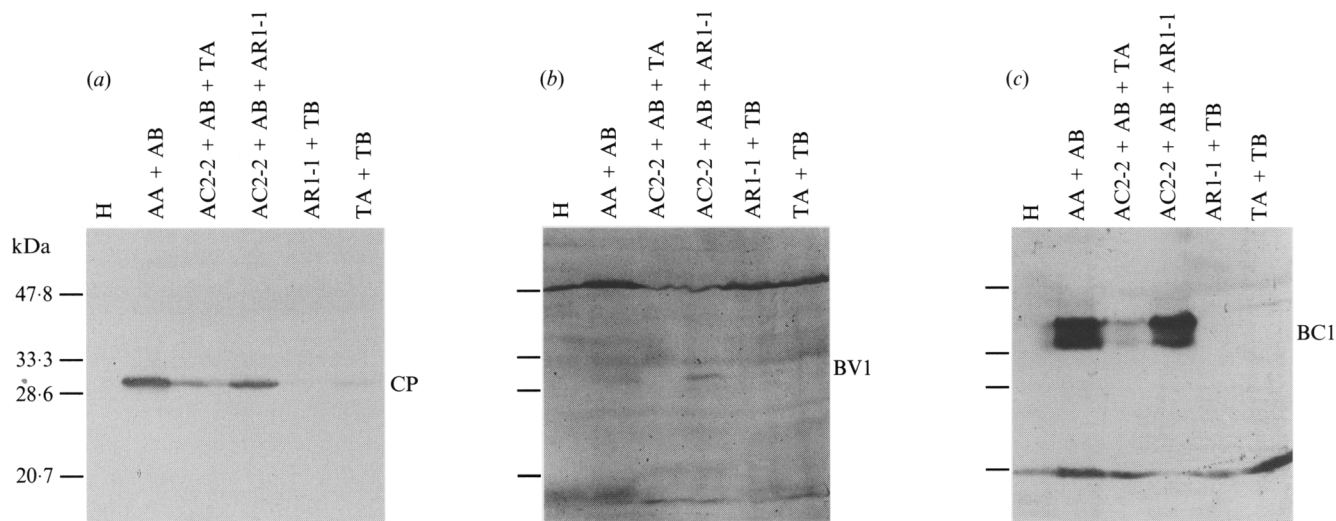 (a)
H
AA + AB
AC2-2 + AB + TA
AC2-2 + AB + AR1-1
AR1-1 + TB
TA + TB
kDa
47·8
33·3
28·6
20·7
CP
(b)
H
AA + AB
AC2-2 + AB + TA
AC2-2 + AB + AR1-1
AR1-1 + TB
TA + TB
BV1
(c)
H
AA + AB
AC2-2 + AB + TA
AC2-2 + AB + AR1-1
AR1-1 + TB
TA + TB
BC1